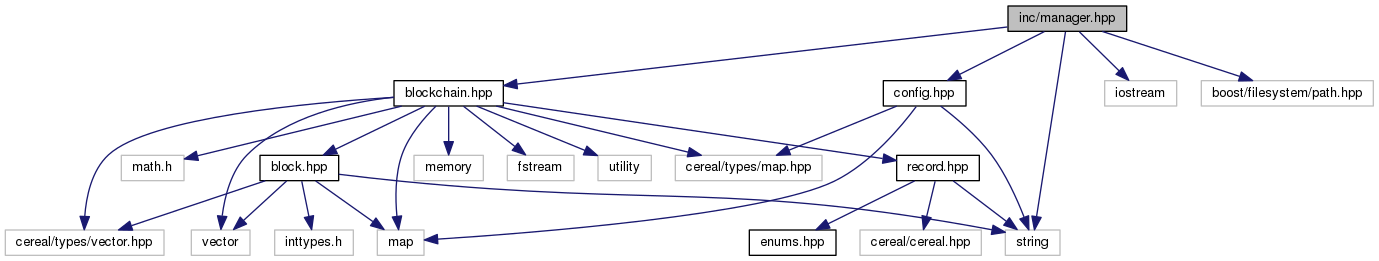 inc/manager.hpp
blockchain.hpp
config.hpp
iostream
boost/filesystem/path.hpp
math.h
block.hpp
memory
fstream
utility
cereal/types/map.hpp
record.hpp
cereal/types/vector.hpp
vector
inttypes.h
map
enums.hpp
cereal/cereal.hpp
string